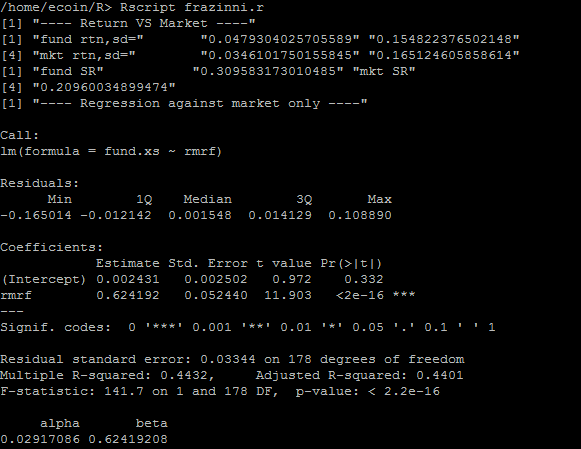 /home/ecoin/R> Rscript frazinni.r
[1] "---- Return VS Market ----"
[1] "fund rtn,sd=" "0.0479304025705589" "0.154822376502148"
[4] "mkt rtn,sd=" "0.0346101750155845" "0.165124605858614"
[1] "fund SR" "0.309583173010485" "mkt SR"
[4] "0.20960034899474"
[1] "---- Regression against market only ----"
Call:
lm(formula = fund.xs ~ rmrf)
Residuals:
Min 1Q Median 3Q Max
-0.165014 -0.012142 0.001548 0.014129 0.108890
Coefficients:
Estimate Std. Error t value Pr(>|t|)
(Intercept) 0.002431 0.002502 0.972 0.332
rmrf 0.624192 0.052440 11.903 <2e-16 ***
---
Signif. codes: 0 '***' 0.001 '**' 0.01 '*' 0.05 '.' 0.1 ' ' 1
Residual standard error: 0.03344 on 178 degrees of freedom
Multiple R-squared: 0.4432, Adjusted R-squared: 0.4401
F-statistic: 141.7 on 1 and 178 DF, p-value: < 2.2e-16
alpha beta
0.02917086 0.62419208